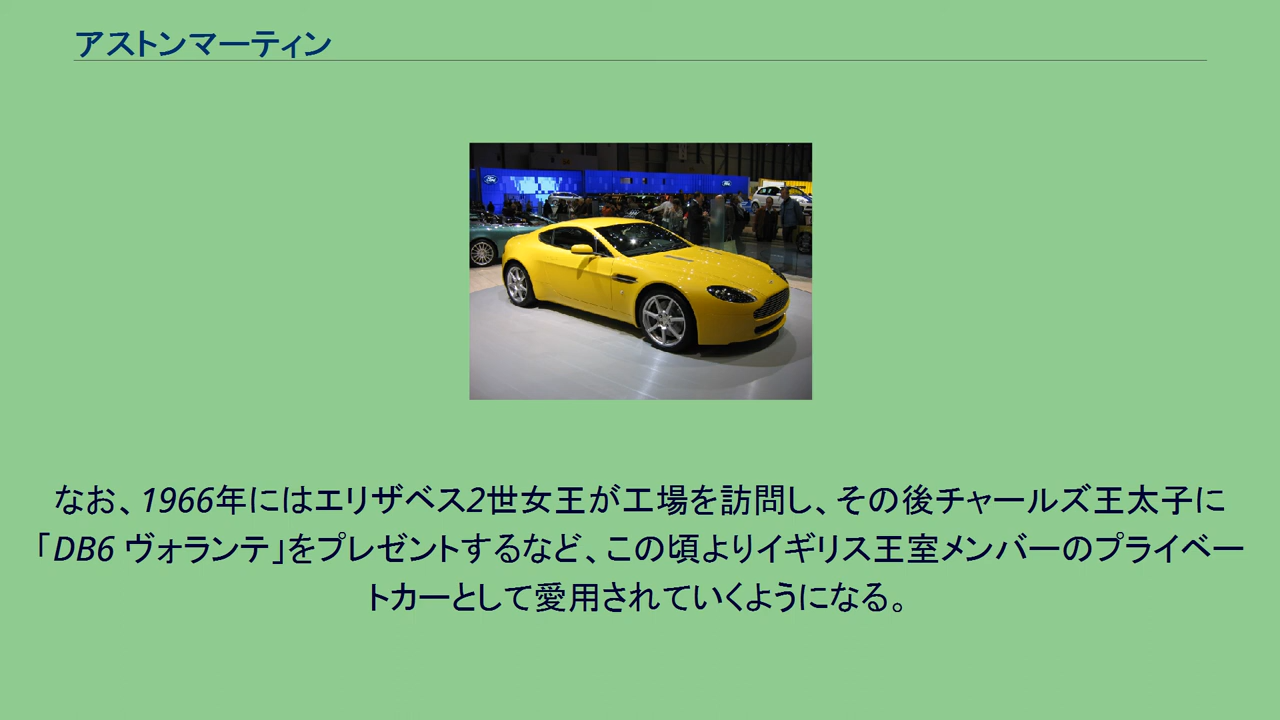 アストンマーティン
Ford
なお、1966年にはエリザベス2世女王が工場を訪問し、その後チャールズ王太子に
「DB6 ヴォランテ」をプレゼントするなど、この頃よりイギリス王室メンバーのプライベー
トカーとして愛用されていくようになる。